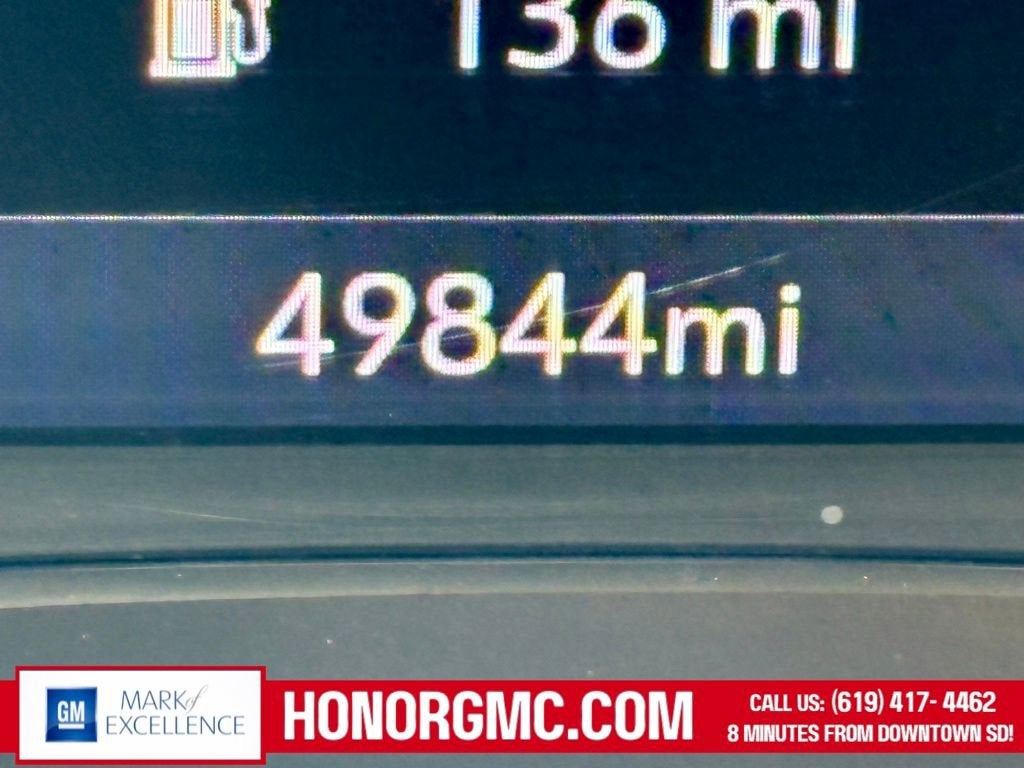 136 mi
49844mi
GM
MARK of
EXCELLENCE
HONORGMC.COM
CALL US: (619) 417- 4462
8 MINUTES FROM DOWNTOWN SD!